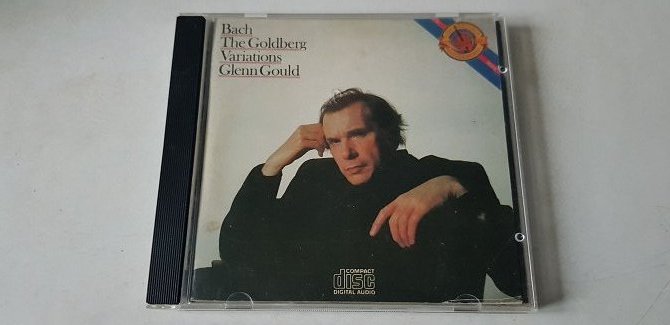 Bach
The Goldberg
Variations
Glenn Gould
COMPACT
disc
DIGITAL AUDIO